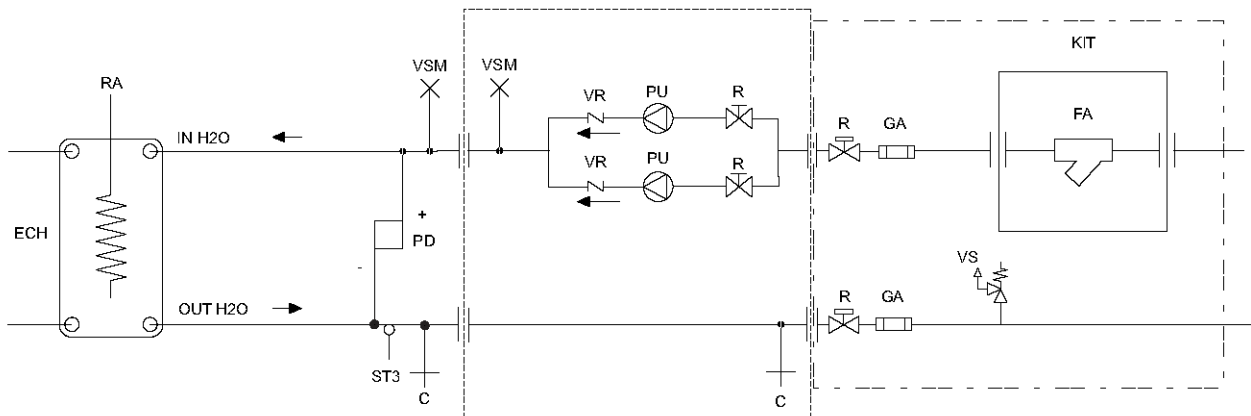 KIT
VSM
VSM
RA
VR
PU
R
FA
IN H2O
R
GA
VR
PU
R
+
ECH
PD
-
VS
OUT H2O
R
GA
ST3
C
C